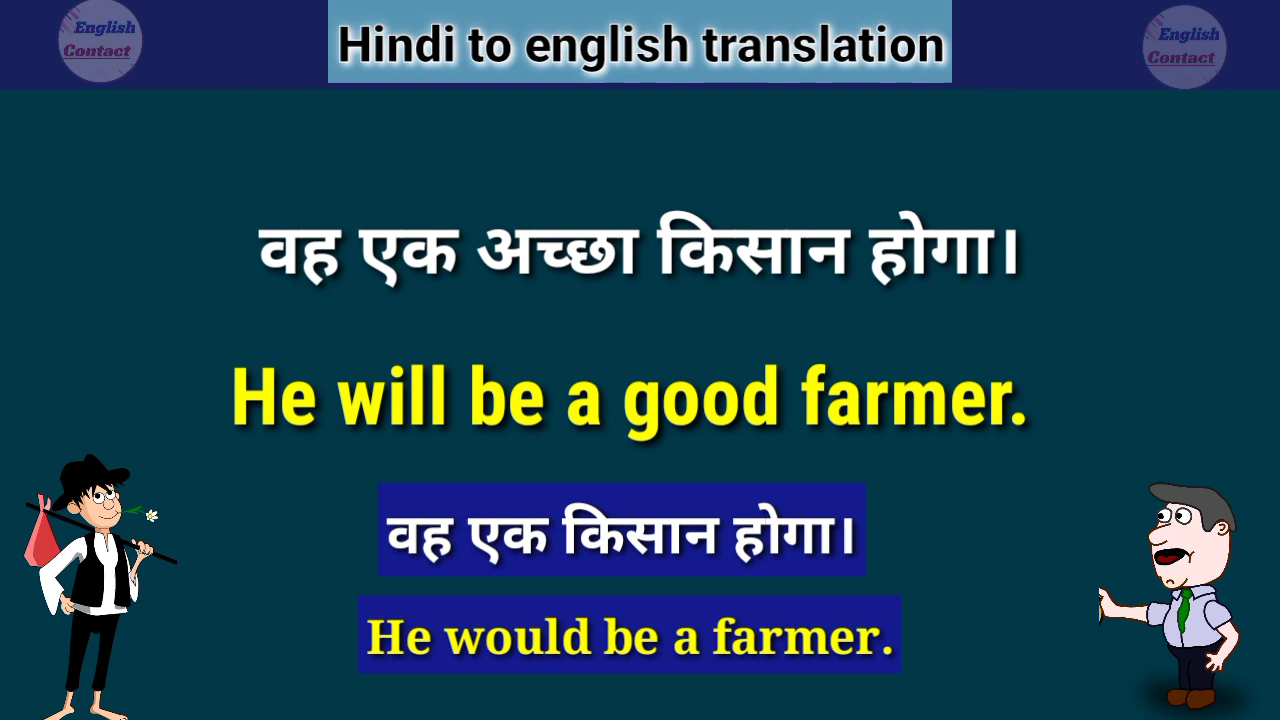 English
Contact
Hindi to english translation
English
Contact
वह एक अच्छा किसान होगा।
He will be a good farmer.
वह एक किसान होगा।
He would be a farmer.